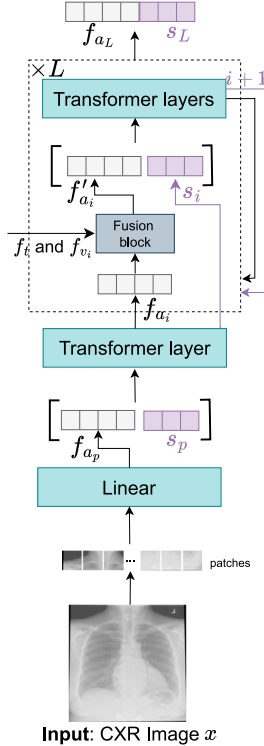 f_{a_L} s_L
×L
i + 1
Transformer layers
[ ]
f'_{a_i} s_i
Fusion
block
f_t and f_{v_i}
f_{a_i}
Transformer layer
[ ]
f_{a_p} s_p
Linear
... patches
Input: CXR Image x